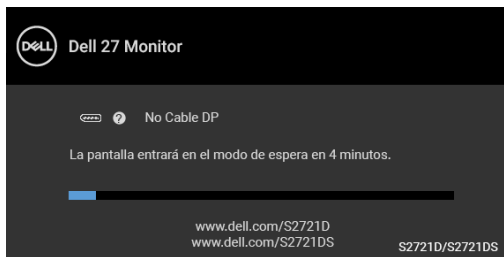 DELL Dell 27 Monitor
? No Cable DP
La pantalla entrará en el modo de espera en 4 minutos.
www.dell.com/S2721D
www.dell.com/S2721DS
S2721D/S2721DS